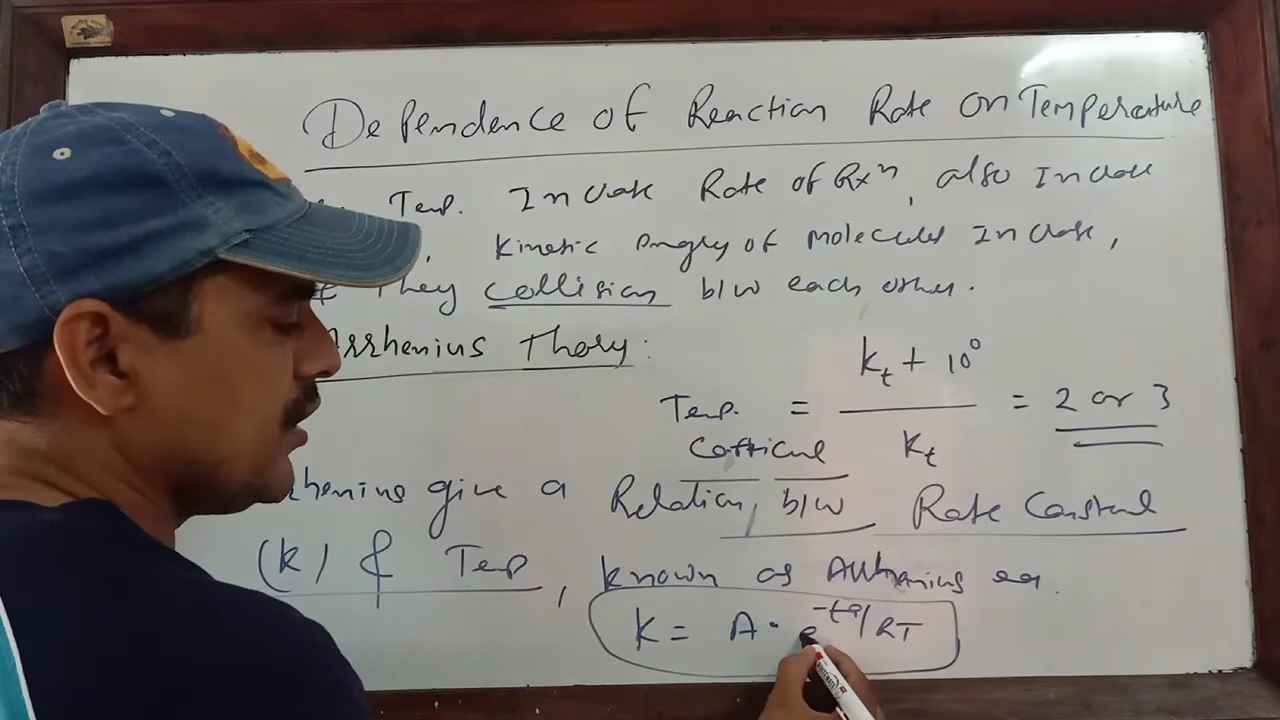 Dependence of Reaction Rate on Temperature
Temp. Increase Rate of Rxn, also Increase
kinetic energy of molecules Increase,
& They collision b/w each other.
Arrhenius Theory:
kt + 10°
Temp. = = 2 or 3
kt
henius give a Relation, b/w Rate Constant
(k) & Temp, known as Arrhenius eq.
K = A · e-Ea/RT